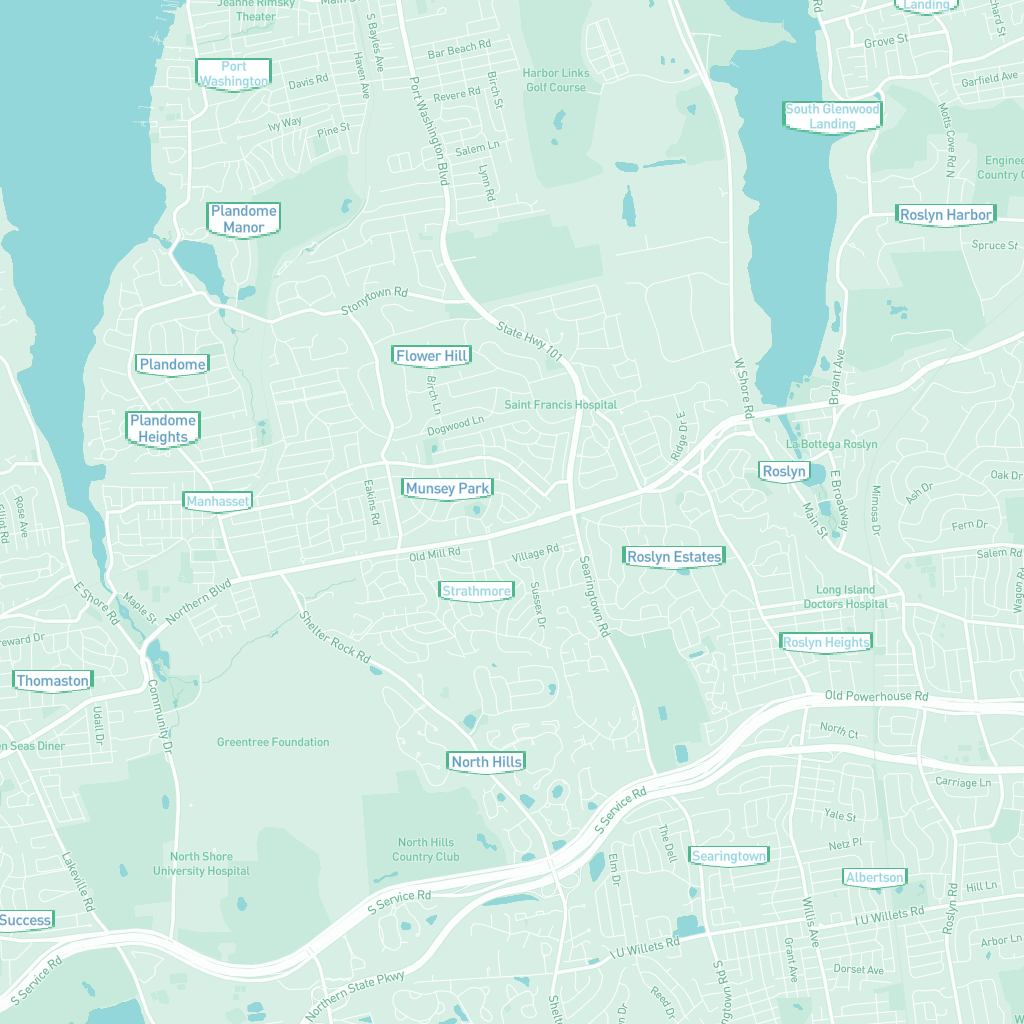 Jeanne Rimsky
Theater
Main St
S Bayles Ave
Haven Ave
Port
Washington
Davis Rd
Ivy Way
Pine St
Bar Beach Rd
Revere Rd
Birch St
Salem Ln
Lynn Rd
Port Washington Blvd
Harbor Links
Golf Course
Landing
Grove St
Garfield Ave
South Glenwood
Landing
Motts Cove Rd N
Roslyn Harbor
Spruce St
Plandome
Manor
Stonytown Rd
State Hwy 101
Flower Hill
Plandome
Birch Ln
Dogwood Ln
Saint Francis Hospital
W Shore Rd
Bryant Ave
Plandome
Heights
Ridge Dr E
La Bottega Roslyn
Roslyn
Manhasset
Munsey Park
Eakins Rd
Rose Ave
Elliot Rd
Main St
E Broadway
Mimosa Dr
Ash Dr
Oak Dr
Fern Dr
Salem Rd
Wagon Rd
Old Mill Rd
Village Rd
Roslyn Estates
Strathmore
Sussex Dr
Searingtown Rd
Long Island
Doctors Hospital
Northern Blvd
E Shore Rd
Maple St
Shelter Rock Rd
Roslyn Heights
Thomaston
Community Dr
Udall Dr
Old Powerhouse Rd
North Ct
Greentree Foundation
North Hills
Carriage Ln
S Service Rd
Yale St
Netz Pl
The Dell
Elm Dr
Searingtown
Albertson
North Hills
Country Club
North Shore
University Hospital
Lakeville Rd
S Service Rd
Success
S Service Rd
Northern State Pkwy
I U Willets Rd
I U Willets Rd
Willis Ave
Grant Ave
Roslyn Rd
Hill Ln
Arbor Ln
Dorset Ave
Reed Dr